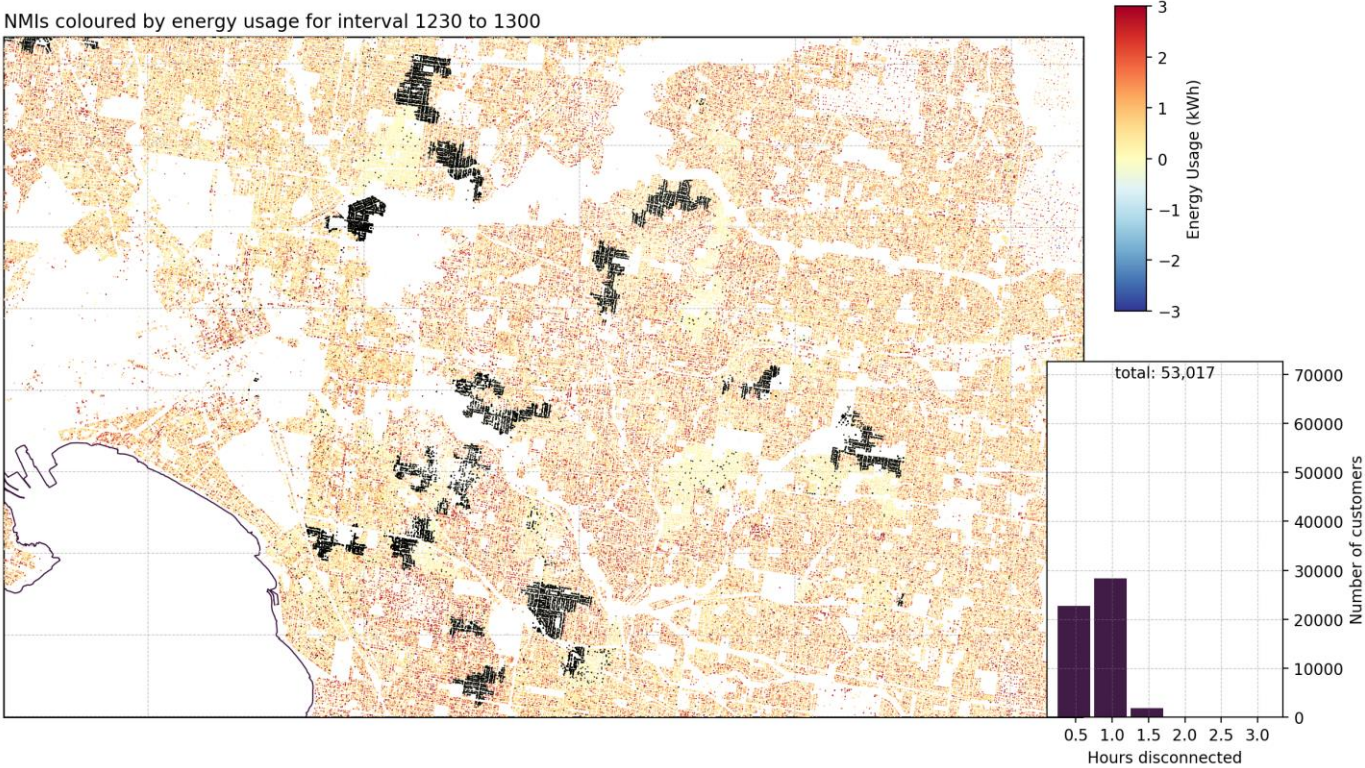 NMIs coloured by energy usage for interval 1230 to 1300
3
2
1
0
−1
−2
−3
Energy Usage (kWh)
total: 53,017
70000
60000
50000
40000
30000
20000
10000
0
Number of customers
0.5 1.0 1.5 2.0 2.5 3.0
Hours disconnected